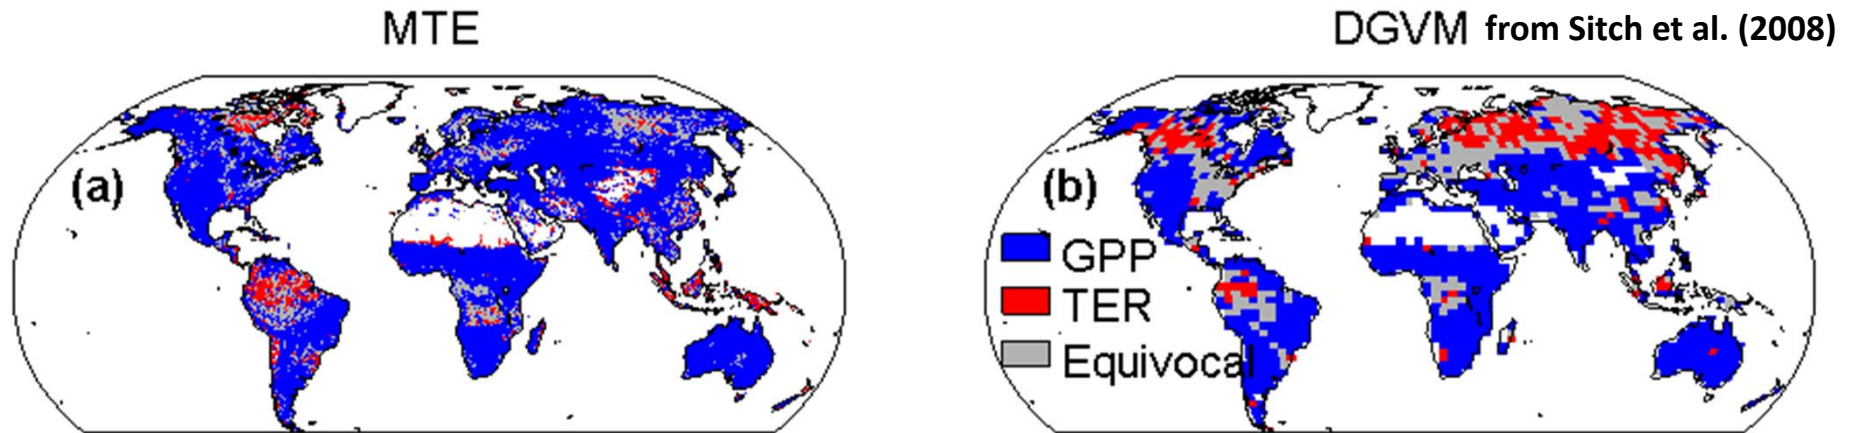 MTE
DGVM from Sitch et al. (2008)
(a)
(b)
GPP
TER
Equivocal